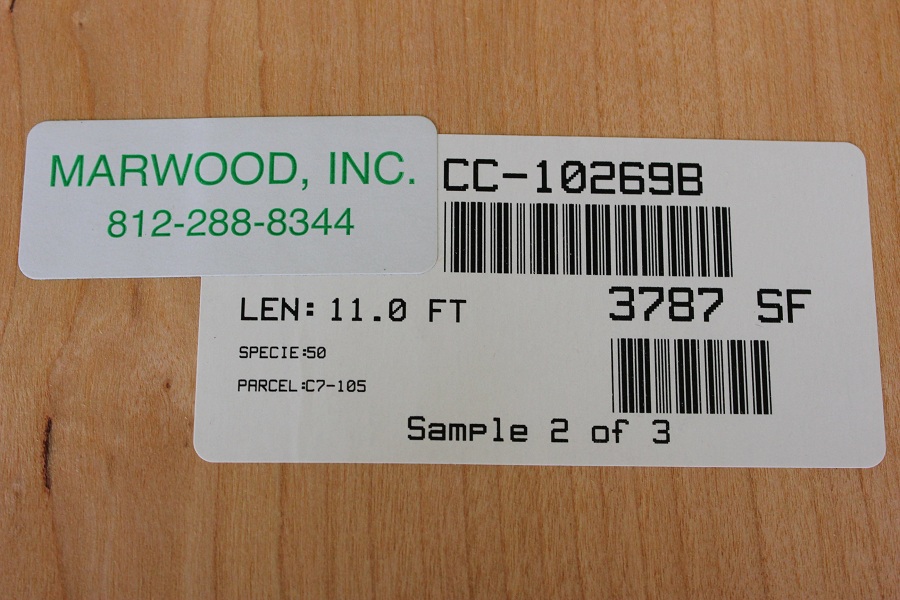 MARWOOD, INC.
812-288-8344
CC-10269B
LEN: 11.0 FT
3787 SF
SPECIE:50
PARCEL:C7-105
Sample 2 of 3